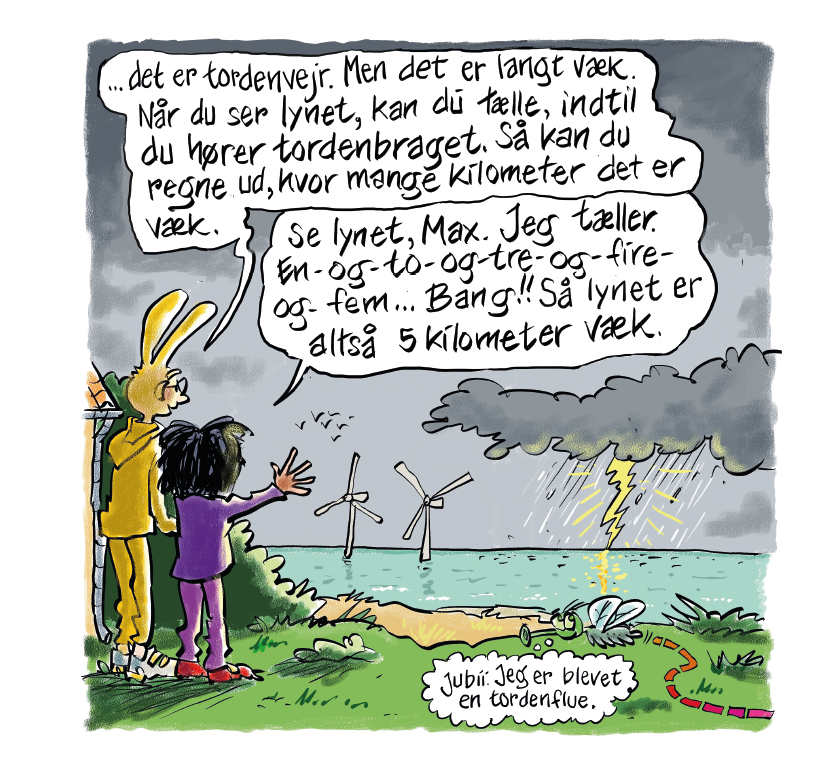 ...det er tordenvejr. Men det er langt væk.
Når du ser lynet, kan du tælle, indtil
du hører tordenbraget. Så kan du
regne ud, hvor mange kilometer det er
væk.
Se lynet, Max. Jeg tæller.
En-og-to-og-tre-og-fire-
og-fem... Bang!! Så lynet er
altså 5 kilometer væk.
Jubii: Jeg er blevet
en tordenflue.